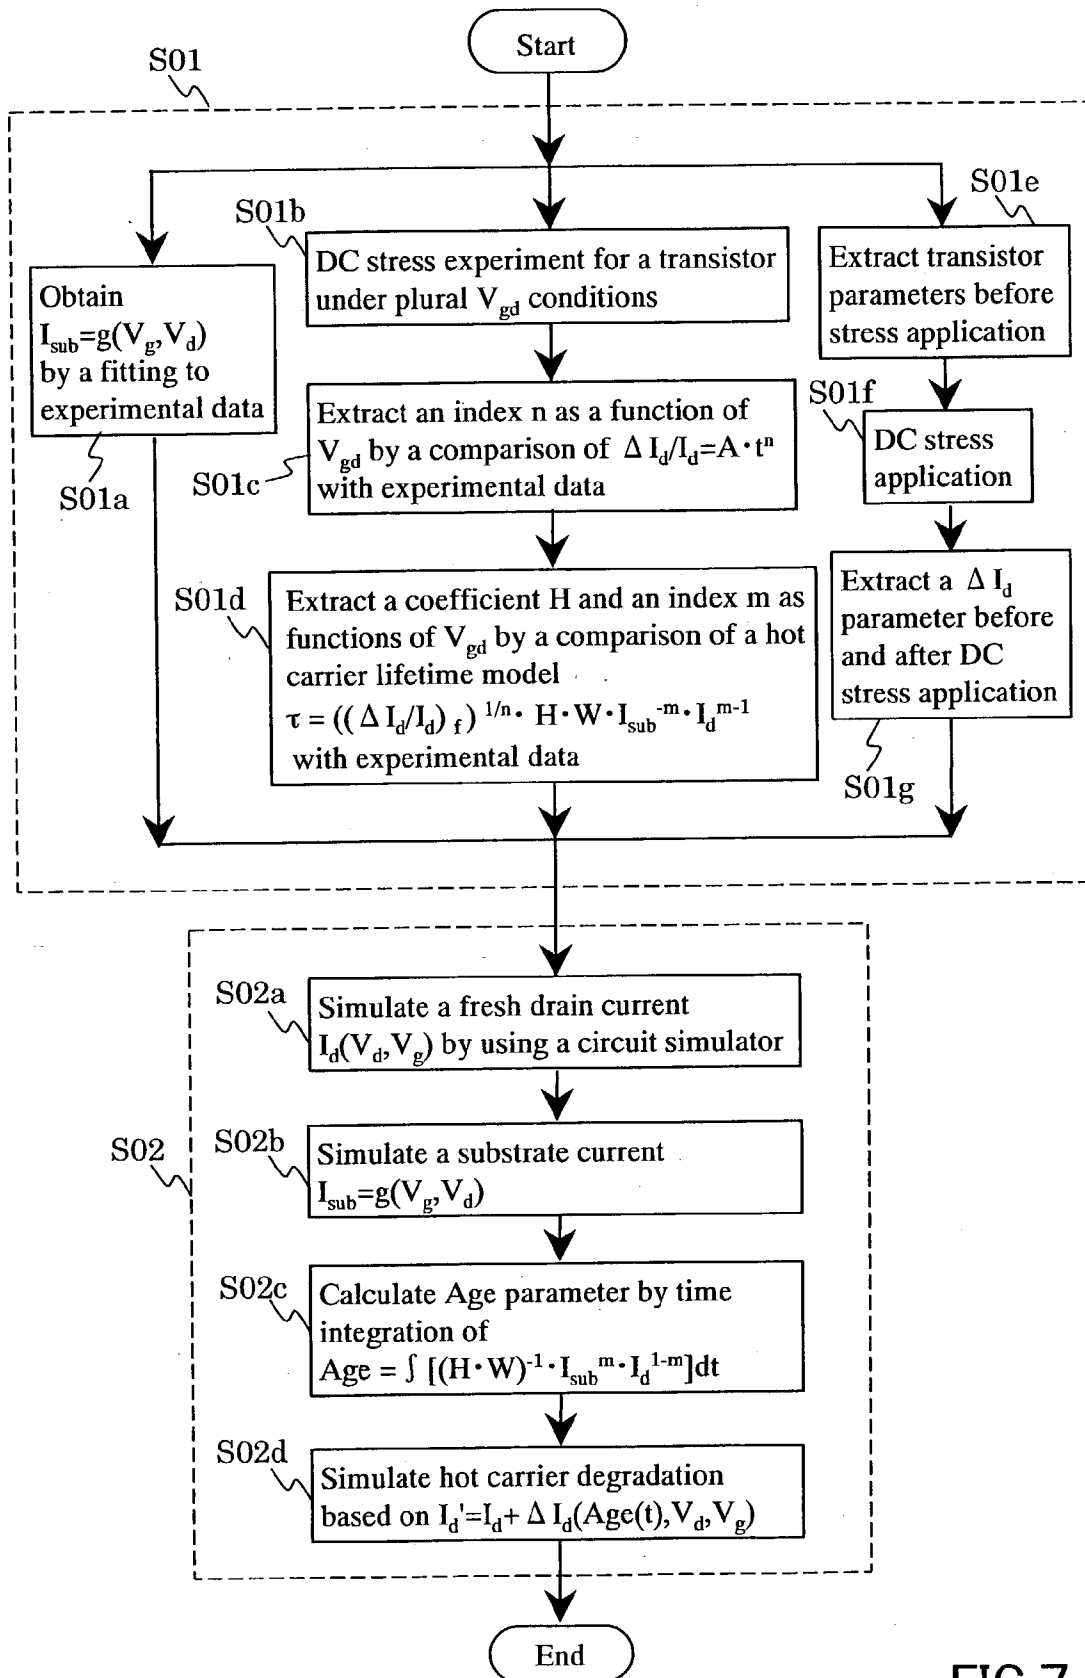 Start
S01
S01a
Obtain
I_sub=g(V_g,V_d)
by a fitting to
experimental data
S01b
DC stress experiment for a transistor
under plural V_gd conditions
S01c
Extract an index n as a function of
V_gd by a comparison of Δ I_d/I_d=A·t^n
with experimental data
S01d
Extract a coefficient H and an index m as
functions of V_gd by a comparison of a hot
carrier lifetime model
τ = ((Δ I_d/I_d)_f)^1/n · H·W·I_sub^-m·I_d^m-1
with experimental data
S01e
Extract transistor
parameters before
stress application
S01f
DC stress
application
Extract a Δ I_d
parameter before
and after DC
stress application
S01g
S02
S02a
Simulate a fresh drain current
I_d(V_d,V_g) by using a circuit simulator
S02b
Simulate a substrate current
I_sub=g(V_g,V_d)
S02c
Calculate Age parameter by time
integration of
Age = ∫ [(H·W)^-1·I_sub^m·I_d^1-m]dt
S02d
Simulate hot carrier degradation
based on I_d'=I_d+ Δ I_d(Age(t),V_d,V_g)
End
FIG.7